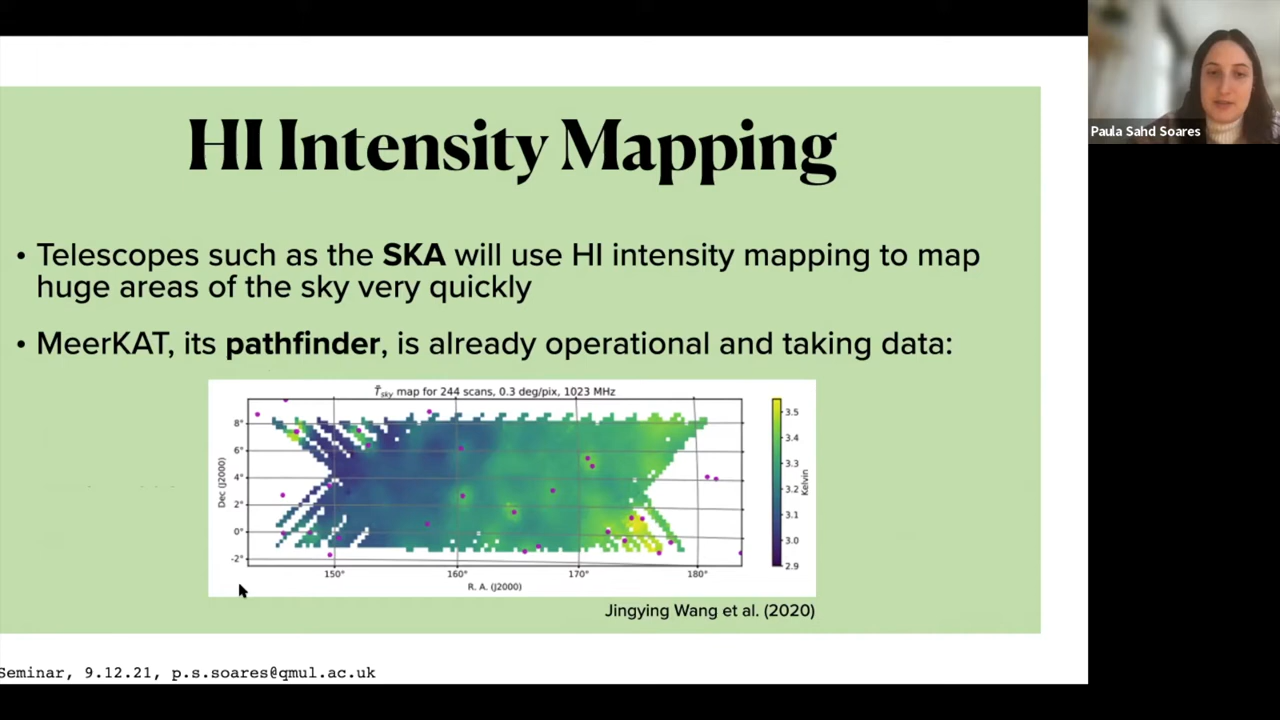 HI Intensity Mapping
Paula Sahd Soares
• Telescopes such as the SKA will use HI intensity mapping to map
huge areas of the sky very quickly
• MeerKAT, its pathfinder, is already operational and taking data:
T̄sky map for 244 scans, 0.3 deg/pix, 1023 MHz
8°
6°
4°
2°
0°
-2°
Dec (J2000)
150°
160°
170°
180°
R. A. (J2000)
3.5
3.4
3.3
3.2
3.1
3.0
2.9
Kelvin
Jingying Wang et al. (2020)
Seminar, 9.12.21, p.s.soares@qmul.ac.uk